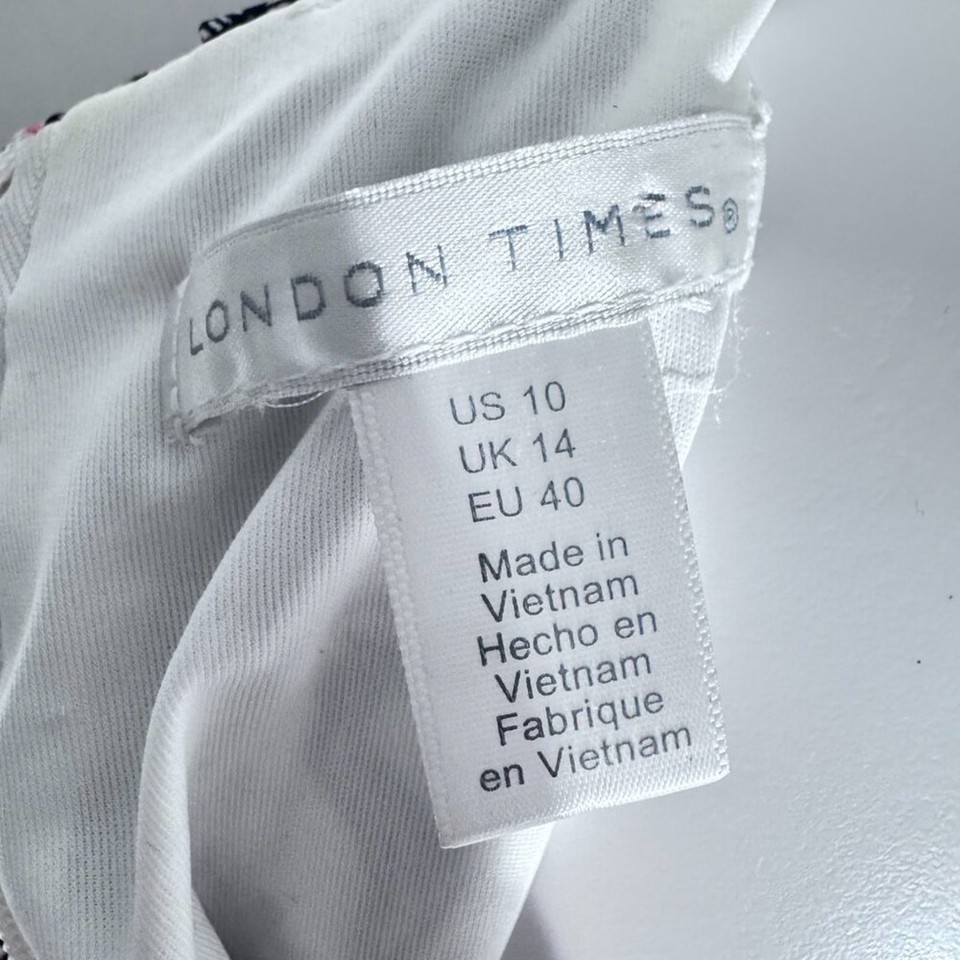 LONDON TIMES®
US 10
UK 14
EU 40
Made in
Vietnam
Hecho en
Vietnam
Fabrique
en Vietnam